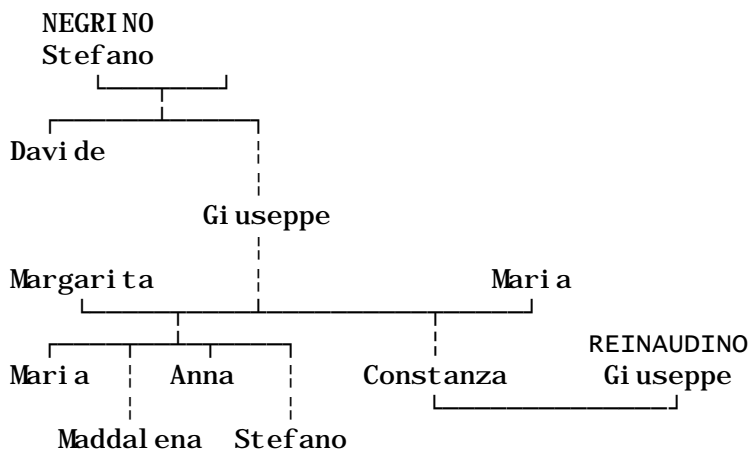 NEGRINO
Stefano
Davide
Giuseppe
Margarita Maria
REINAUDINO
Maria Anna Constanza Giuseppe
Maddalena Stefano